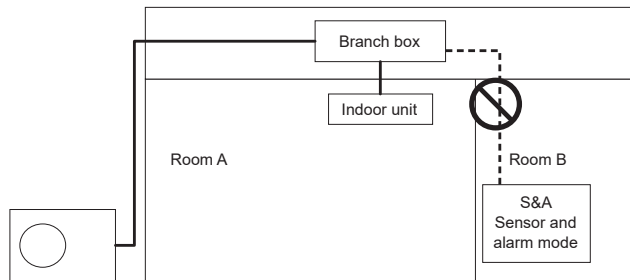 Branch box
Indoor unit
Room A
Room B
S&A
Sensor and
alarm mode